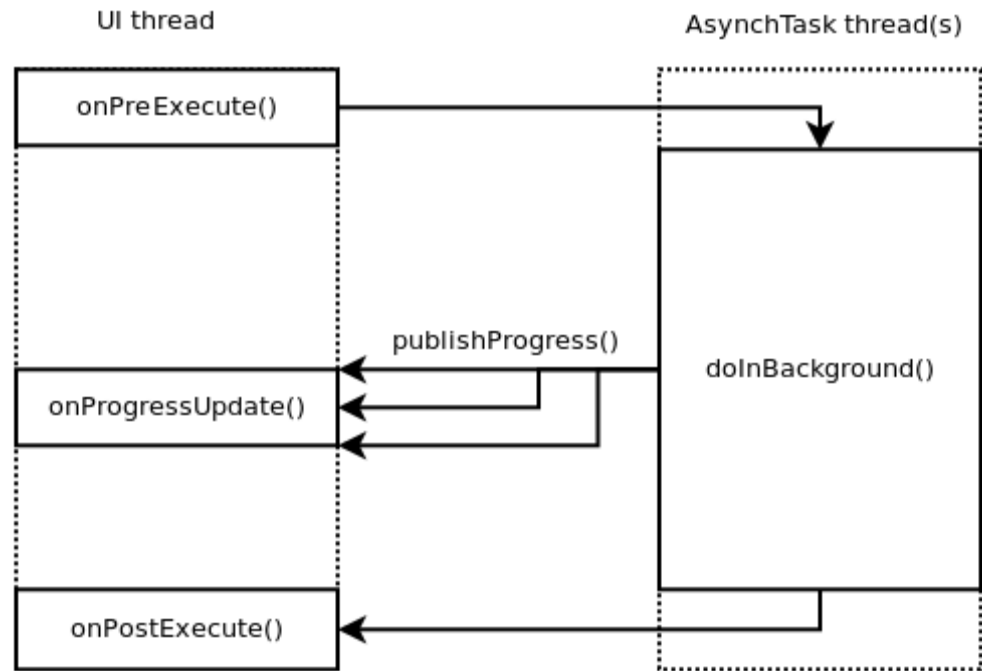 UI thread
AsynchTask thread(s)
onPreExecute()
publishProgress()
doInBackground()
onProgressUpdate()
onPostExecute()